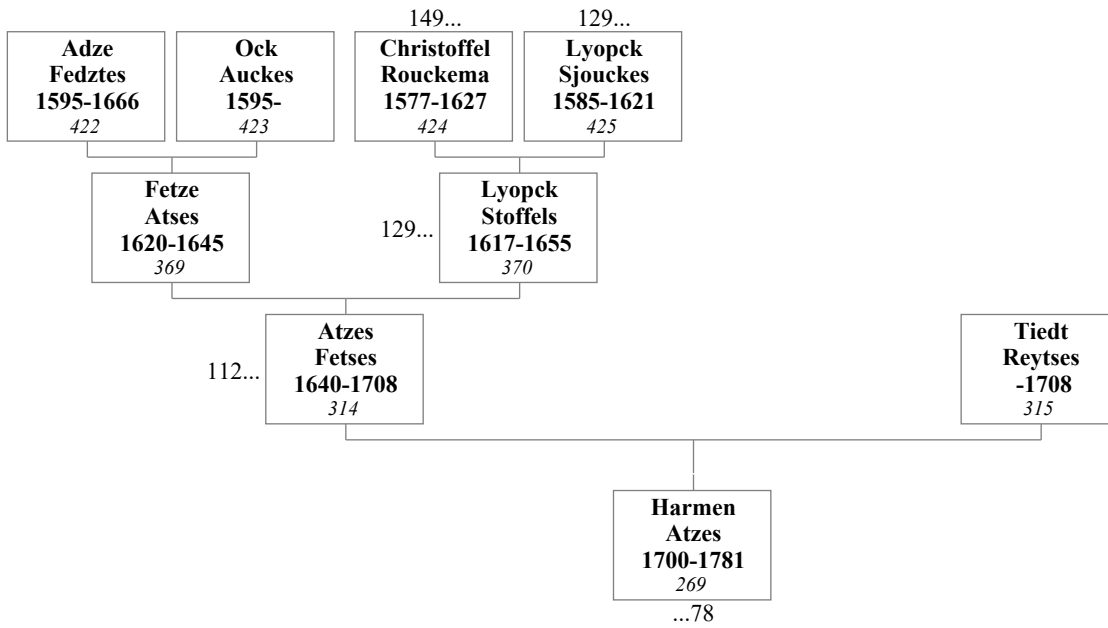 149...
129...
Adze
Fedztes
1595-1666
422
Ock
Auckes
1595-
423
Christoffel
Rouckema
1577-1627
424
Lyopck
Sjouckes
1585-1621
425
Fetze
Atses
1620-1645
369
129...
Lyopck
Stoffels
1617-1655
370
112...
Atzes
Fetses
1640-1708
314
Tiedt
Reytses
-1708
315
Harmen
Atzes
1700-1781
269
...78